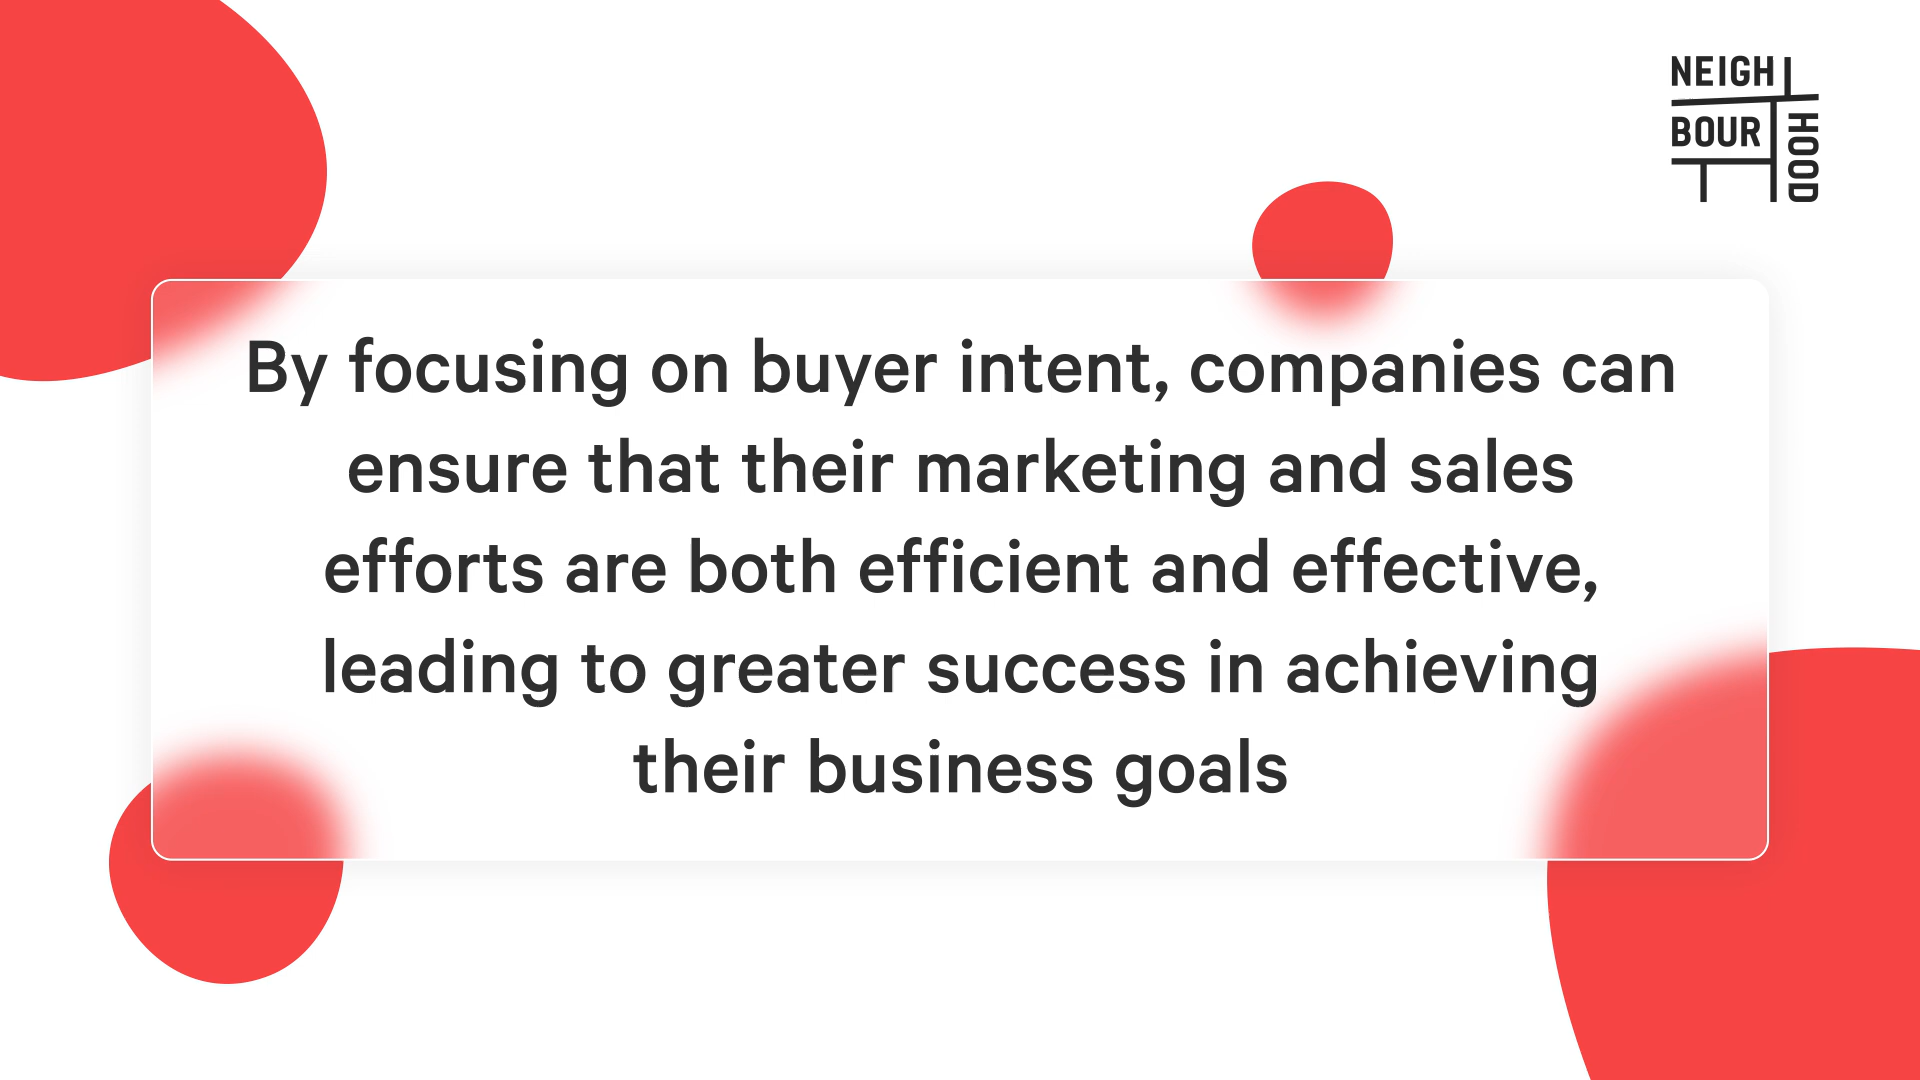 NEIGH
BOUR
HOOD
By focusing on buyer intent, companies can
ensure that their marketing and sales
efforts are both efficient and effective,
leading to greater success in achieving
their business goals